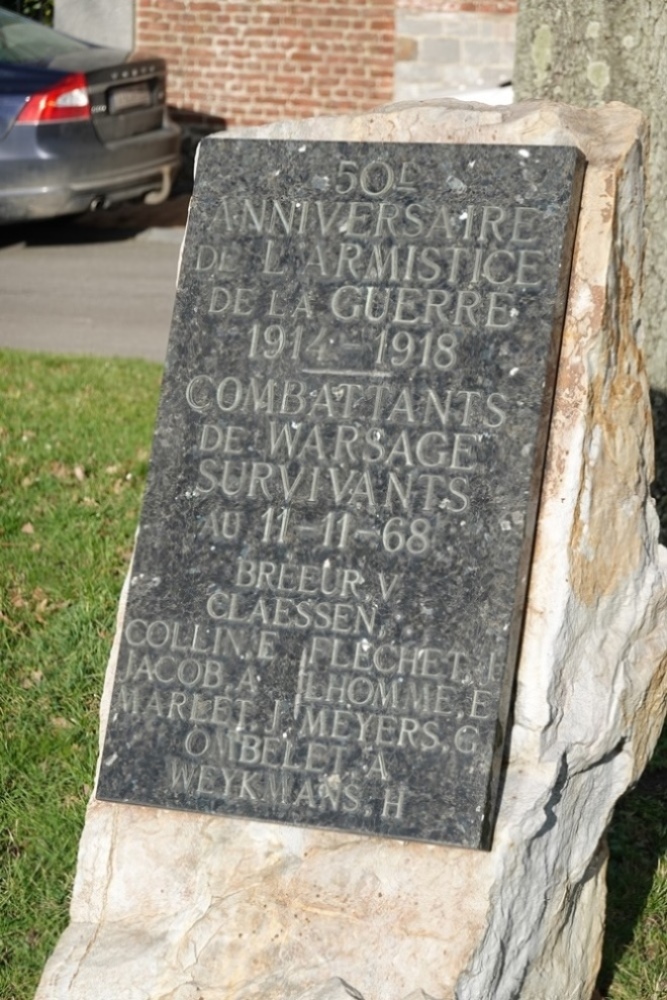 50E
ANNIVERSAIRE
DE L'ARMISTICE
DE LA GUERRE
1914-1918
COMBATTANTS
DE WARSAGE
SURVIVANTS
AU 11-11-68
BREEUR, V
CLAESSEN,
COLLIN, E FLECHET,
JACOB, A LHOMME, E
MARLET, J MEYERS, G
OMBELET, A
WEYKMANS, H